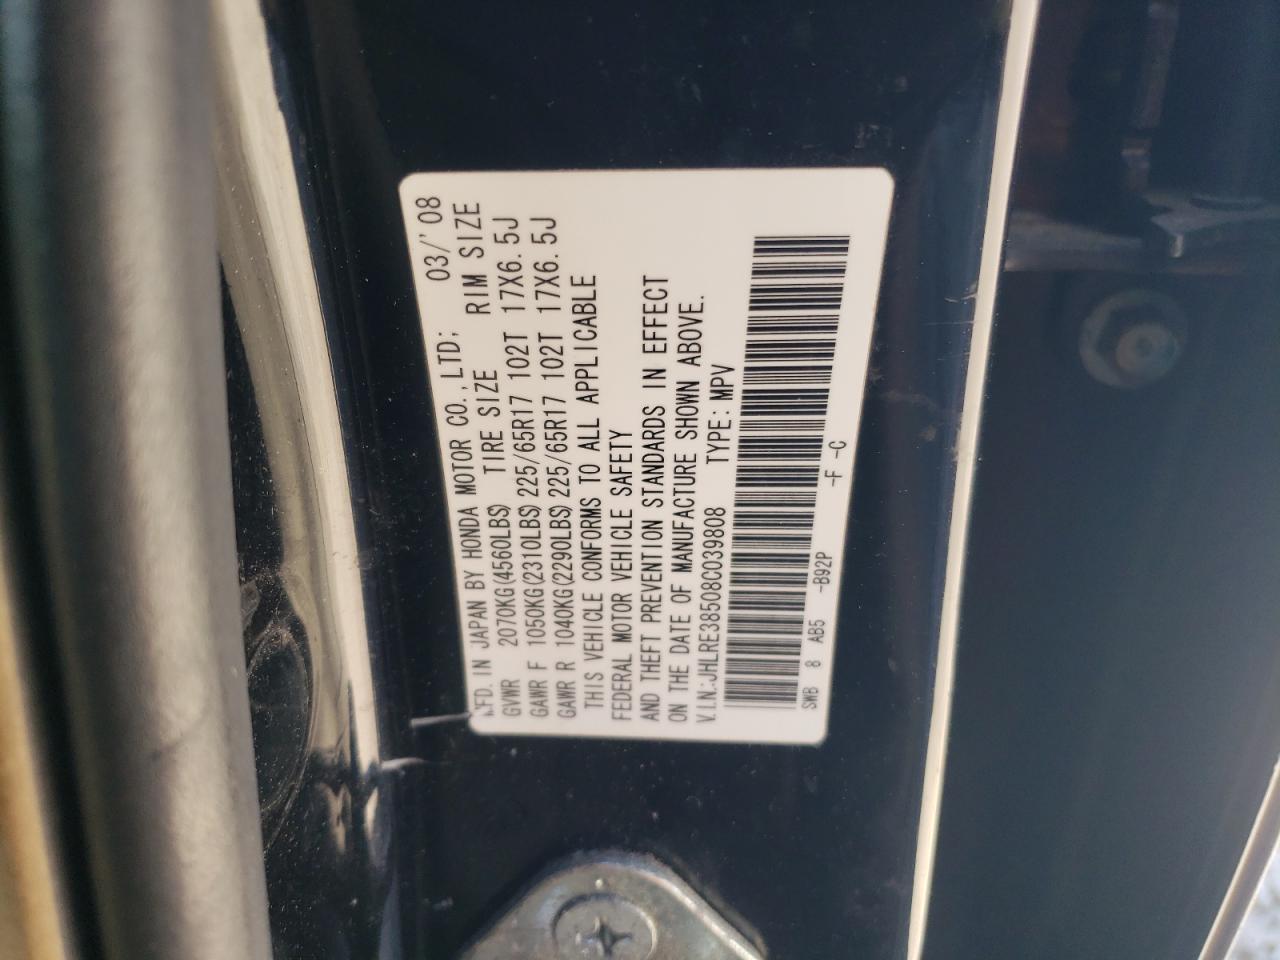 MFD. IN JAPAN BY HONDA MOTOR CO., LTD; 03/'08
GVWR 2070KG(4560LBS) TIRE SIZE RIM SIZE
GAWR F 1050KG(2310LBS) 225/65R17 102T 17X6.5J
GAWR R 1040KG(2290LBS) 225/65R17 102T 17X6.5J
THIS VEHICLE CONFORMS TO ALL APPLICABLE
FEDERAL MOTOR VEHICLE SAFETY
AND THEFT PREVENTION STANDARDS IN EFFECT
ON THE DATE OF MANUFACTURE SHOWN ABOVE.
V.I.N.:JHLRE38508C039808 TYPE:MPV
SWB 8 AB5 -B92P -F -C